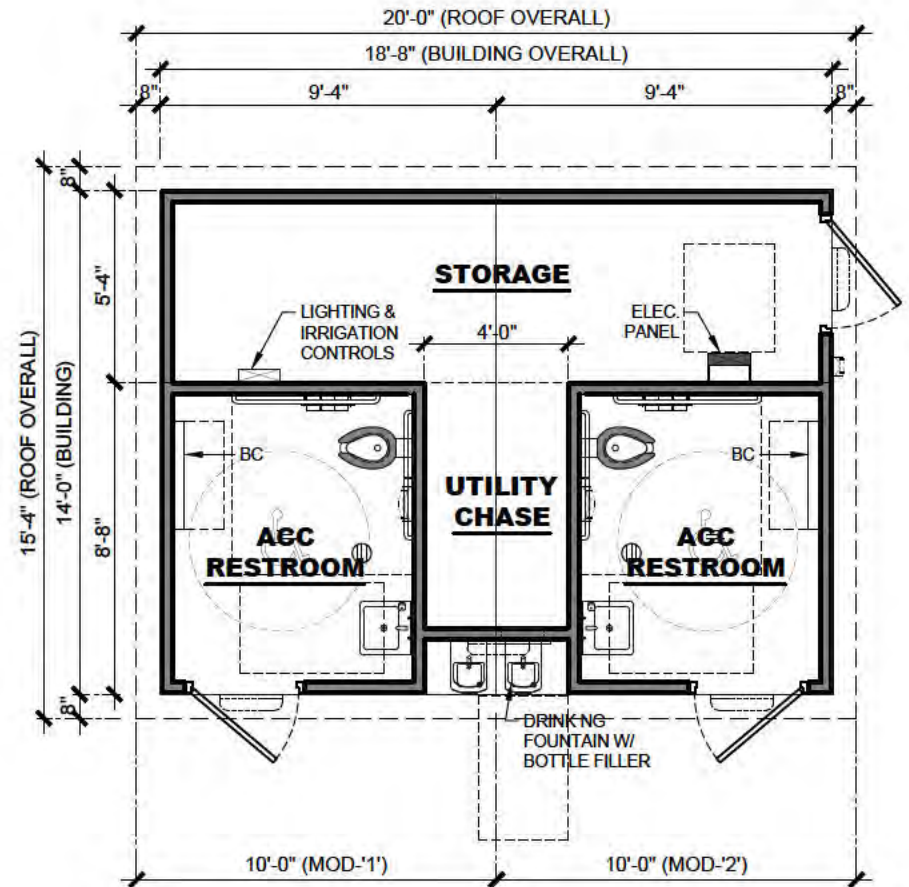 20'-0" (ROOF OVERALL)
18'-8" (BUILDING OVERALL)
8"
9'-4"
9'-4"
8"
15'-4" (ROOF OVERALL)
14'-0" (BUILDING)
8"
5'-4"
8'-8"
8"
STORAGE
LIGHTING &
IRRIGATION
CONTROLS
4'-0"
ELEC.
PANEL
BC
BC
UTILITY
CHASE
ACC
RESTROOM
ACC
RESTROOM
DRINK NG
FOUNTAIN W/
BOTTLE FILLER
10'-0" (MOD-'1')
10'-0" (MOD-'2')